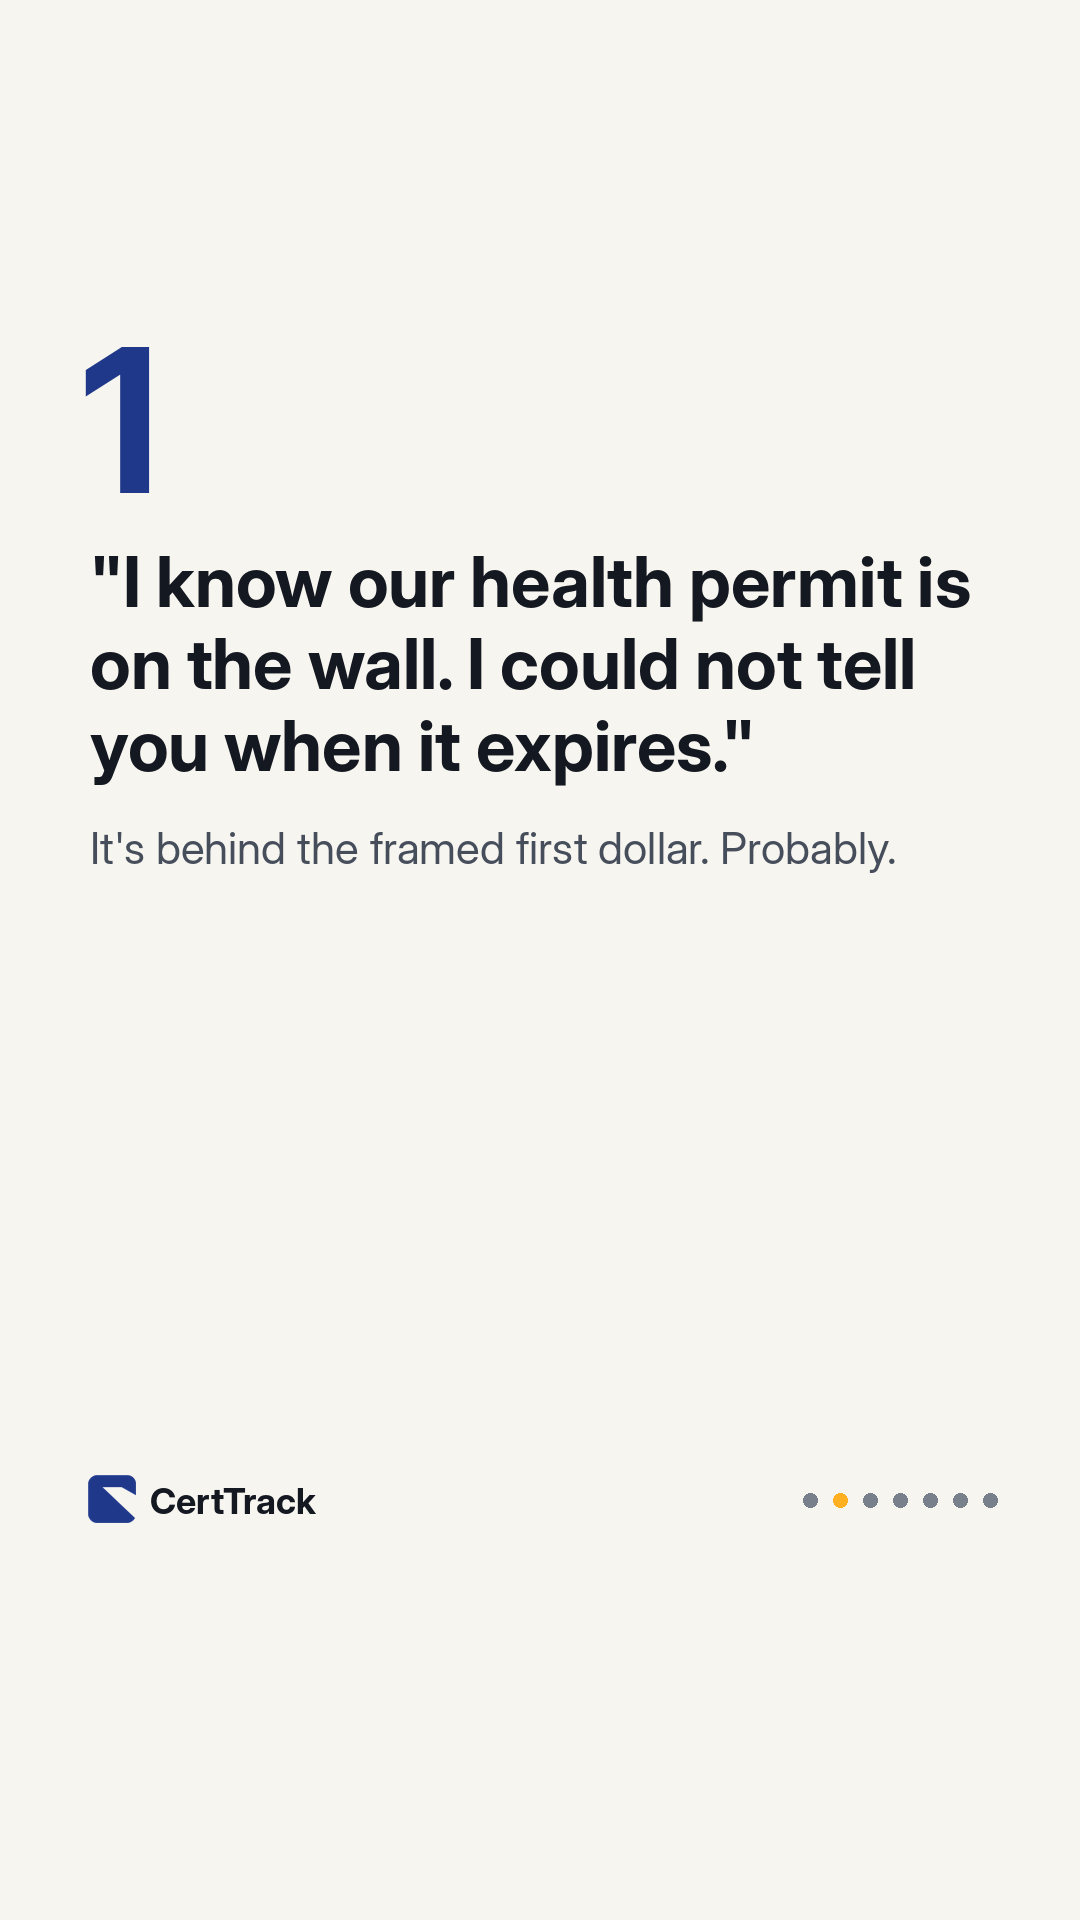 1
"I know our health permit is
on the wall. I could not tell
you when it expires."
It's behind the framed first dollar. Probably.
CertTrack